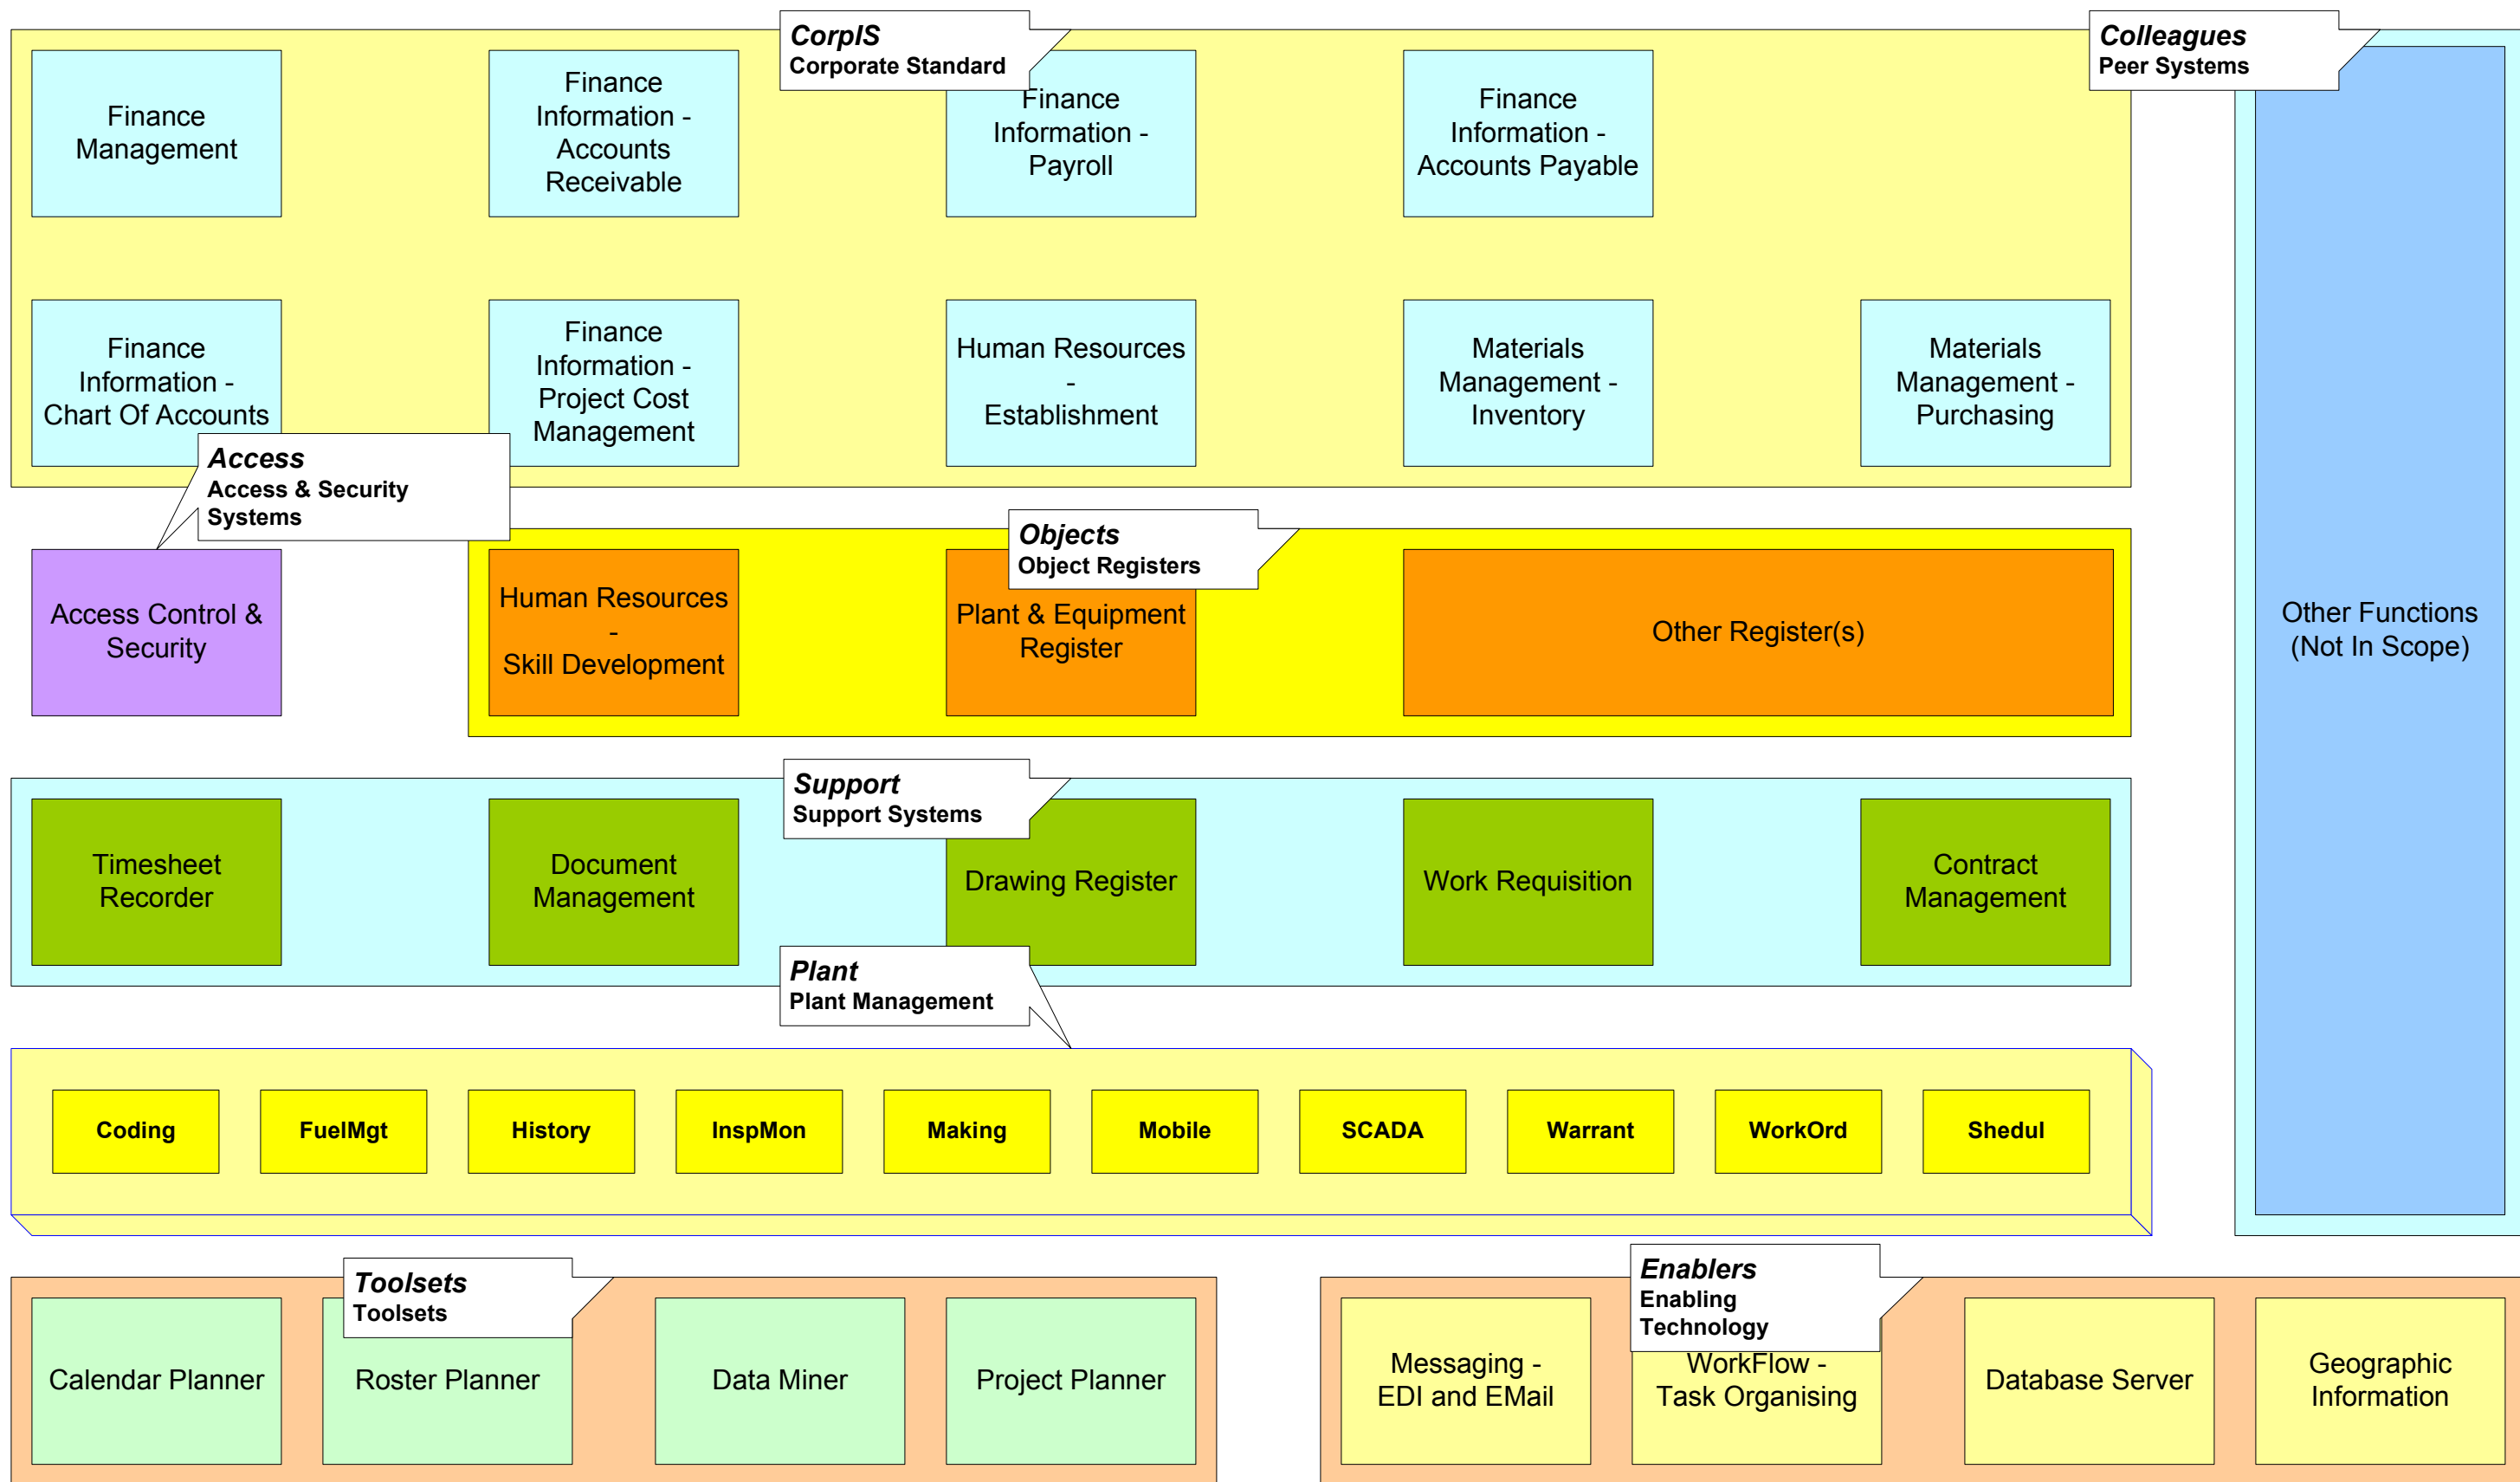 CorpIS
Corporate Standard
Colleagues
Peer Systems
Finance
Management
Finance
Information -
Accounts
Receivable
Finance
Information -
Payroll
Finance
Information -
Accounts Payable
Finance
Information -
Chart Of Accounts
Finance
Information -
Project Cost
Management
Human Resources
-
Establishment
Materials
Management -
Inventory
Materials
Management -
Purchasing
Access
Access & Security
Systems
Objects
Object Registers
Access Control &
Security
Human Resources
-
Skill Development
Plant & Equipment
Register
Other Register(s)
Other Functions
(Not In Scope)
Support
Support Systems
Timesheet
Recorder
Document
Management
Drawing Register
Work Requisition
Contract
Management
Plant
Plant Management
Coding
FuelMgt
History
InspMon
Making
Mobile
SCADA
Warrant
WorkOrd
Shedul
Toolsets
Toolsets
Enablers
Enabling
Technology
Calendar Planner
Roster Planner
Data Miner
Project Planner
Messaging -
EDI and EMail
WorkFlow -
Task Organising
Database Server
Geographic
Information